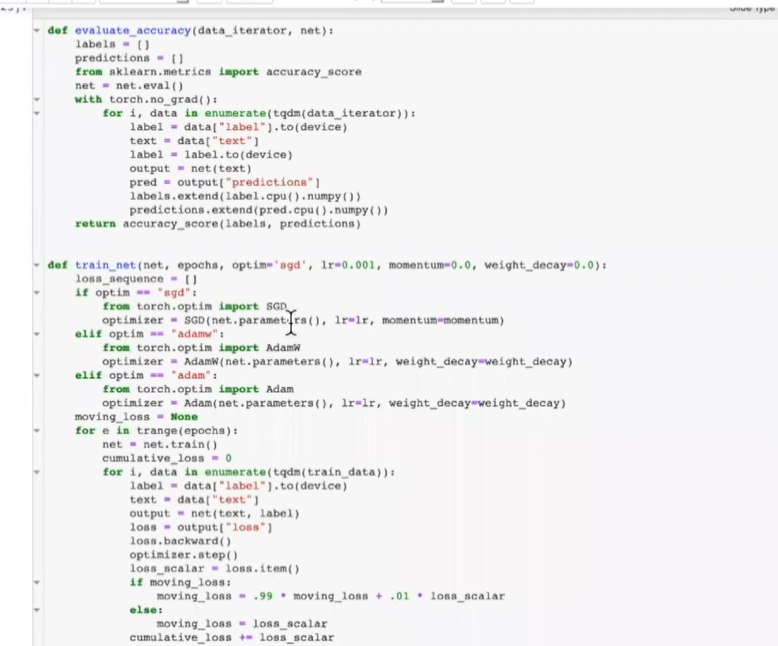 def evaluate_accuracy(data_iterator, net):
    labels = []
    predictions = []
    from sklearn.metrics import accuracy_score
    net = net.eval()
    with torch.no_grad():
        for i, data in enumerate(tqdm(data_iterator)):
            label = data["label"].to(device)
            text = data["text"]
            label = label.to(device)
            output = net(text)
            pred = output["predictions"]
            labels.extend(label.cpu().numpy())
            predictions.extend(pred.cpu().numpy())
    return accuracy_score(labels, predictions)
def train_net(net, epochs, optim='sgd', lr=0.001, momentum=0.0, weight_decay=0.0):
    loss_sequence = []
    if optim == "sgd":
        from torch.optim import SGD
        optimizer = SGD(net.parameters(), lr=lr, momentum=momentum)
    elif optim == "adamw":
        from torch.optim import AdamW
        optimizer = AdamW(net.parameters(), lr=lr, weight_decay=weight_decay)
    elif optim == "adam":
        from torch.optim import Adam
        optimizer = Adam(net.parameters(), lr=lr, weight_decay=weight_decay)
    moving_loss = None
    for e in trange(epochs):
        net = net.train()
        cumulative_loss = 0
        for i, data in enumerate(tqdm(train_data)):
            label = data["label"].to(device)
            text = data["text"]
            output = net(text, label)
            loss = output["loss"]
            loss.backward()
            optimizer.step()
            loss_scalar = loss.item()
            if moving_loss:
                moving_loss = .99 * moving_loss + .01 * loss_scalar
            else:
                moving_loss = loss_scalar
            cumulative_loss += loss_scalar